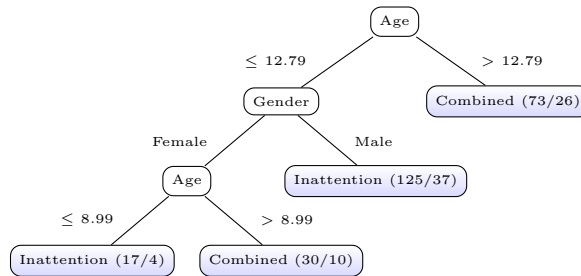 Age
≤ 12.79
> 12.79
Gender
Combined (73/26)
Female
Male
Age
Inattention (125/37)
≤ 8.99
> 8.99
Inattention (17/4)
Combined (30/10)